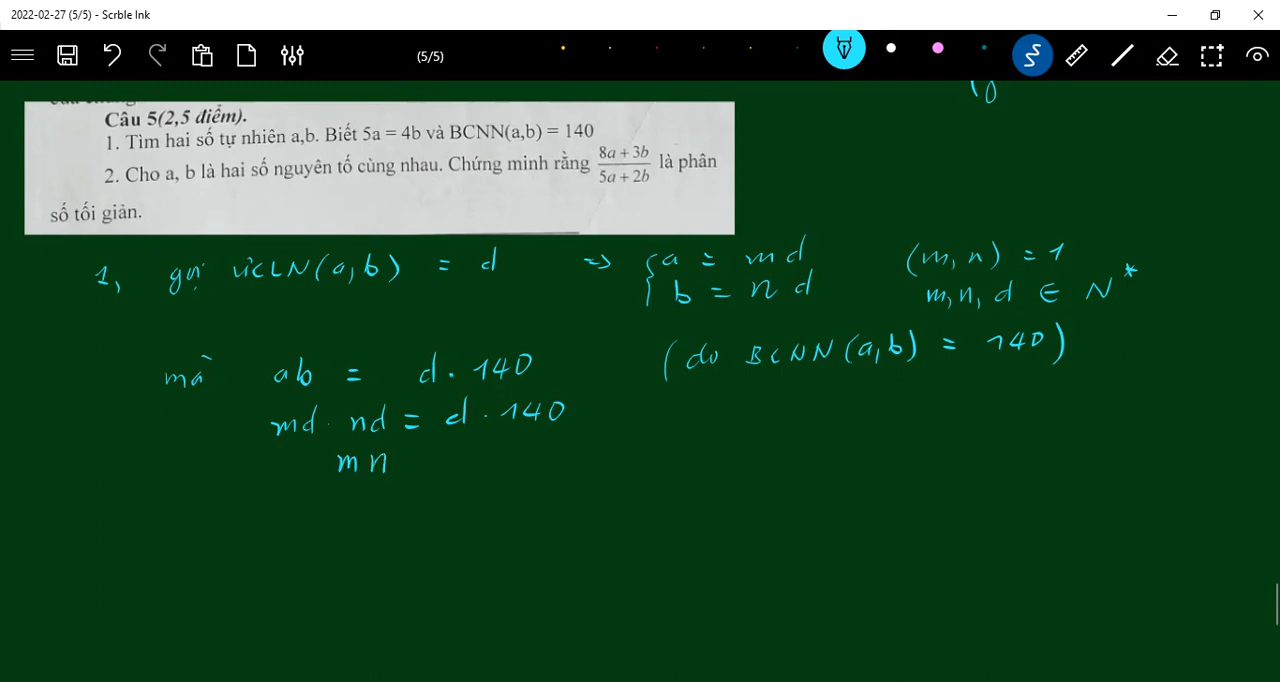 2022-02-27 (5/5) - Scrble Ink
(5/5)
Câu 5(2,5 điểm).
1. Tìm hai số tự nhiên a,b. Biết 5a = 4b và BCNN(a,b) = 140
2. Cho a, b là hai số nguyên tố cùng nhau. Chứng minh rằng (8a + 3b)/(5a + 2b) là phân
số tối giản.
1, gọi ƯCLN(a,b) = d => { a = md (m,n) = 1
b = nd m,n,d ∈ N*
mà ab = d . 140 (do BCNN(a,b) = 140)
md . nd = d . 140
mn